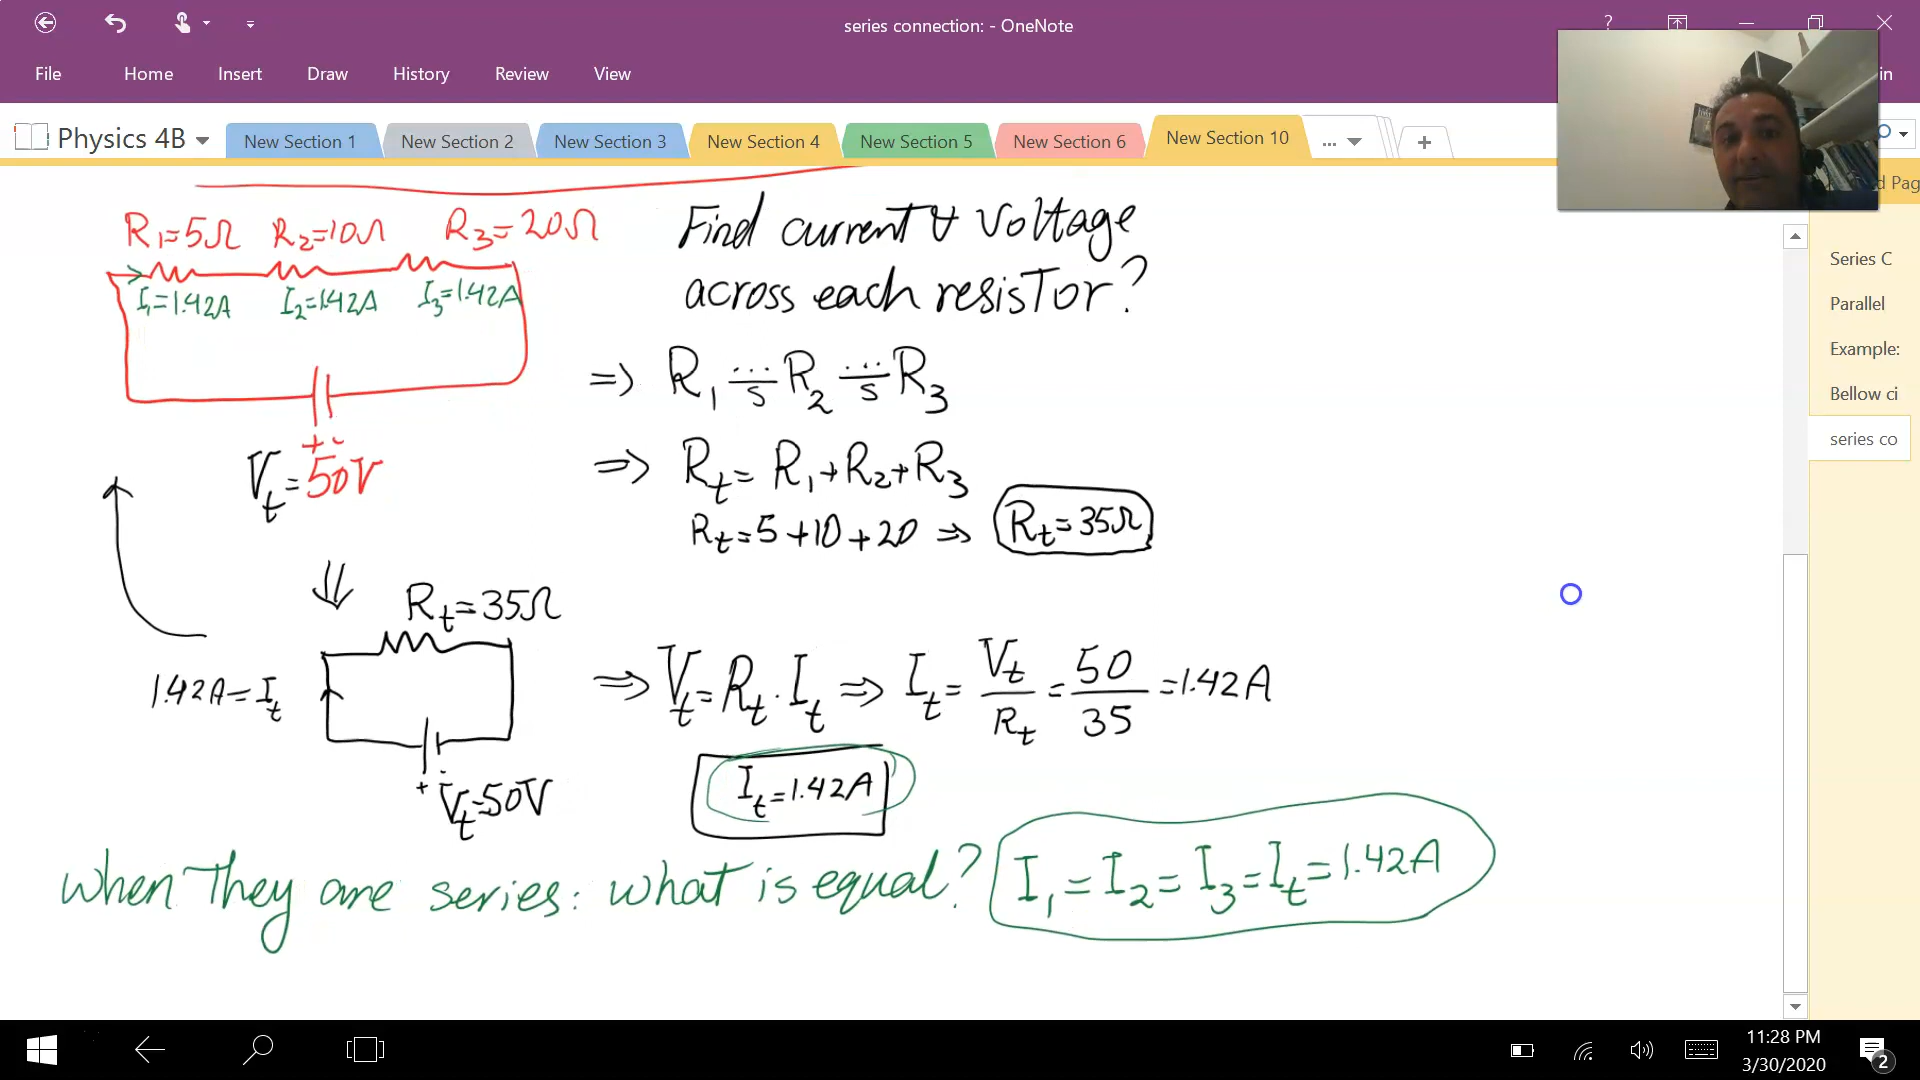 series connection: - OneNote
?
File Home Insert Draw History Review View
in
Physics 4B New Section 1 New Section 2 New Section 3 New Section 4 New Section 5 New Section 6 New Section 10 ... +
d Pag
Series C
Parallel
Example:
Bellow ci
series co
R₁=5Ω R₂=10Ω R₃=20Ω
I₁=1.42A I₂=1.42A I₃=1.42A
+ -
Vt=50V
Find current & Voltage
across each resisTor?
=> R₁ ...s R₂ ...s R₃
=> Rt= R₁+R₂+R₃
Rt=5+10+20 => Rt=35Ω
Rt=35Ω
1.42A=It
+ -
Vt=50V
=> Vt=Rt.It => It=Vt/Rt=50/35=1.42A
It=1.42A
when They are series: what is equal? I₁=I₂=I₃=It=1.42A
11:28 PM
3/30/2020
2